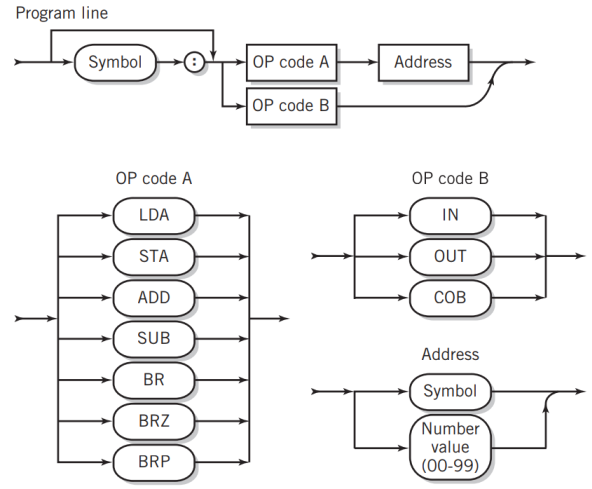 Program line
Symbol
:
OP code A
Address
OP code B
OP code A
LDA
STA
ADD
SUB
BR
BRZ
BRP
OP code B
IN
OUT
COB
Address
Symbol
Number
value
(00-99)